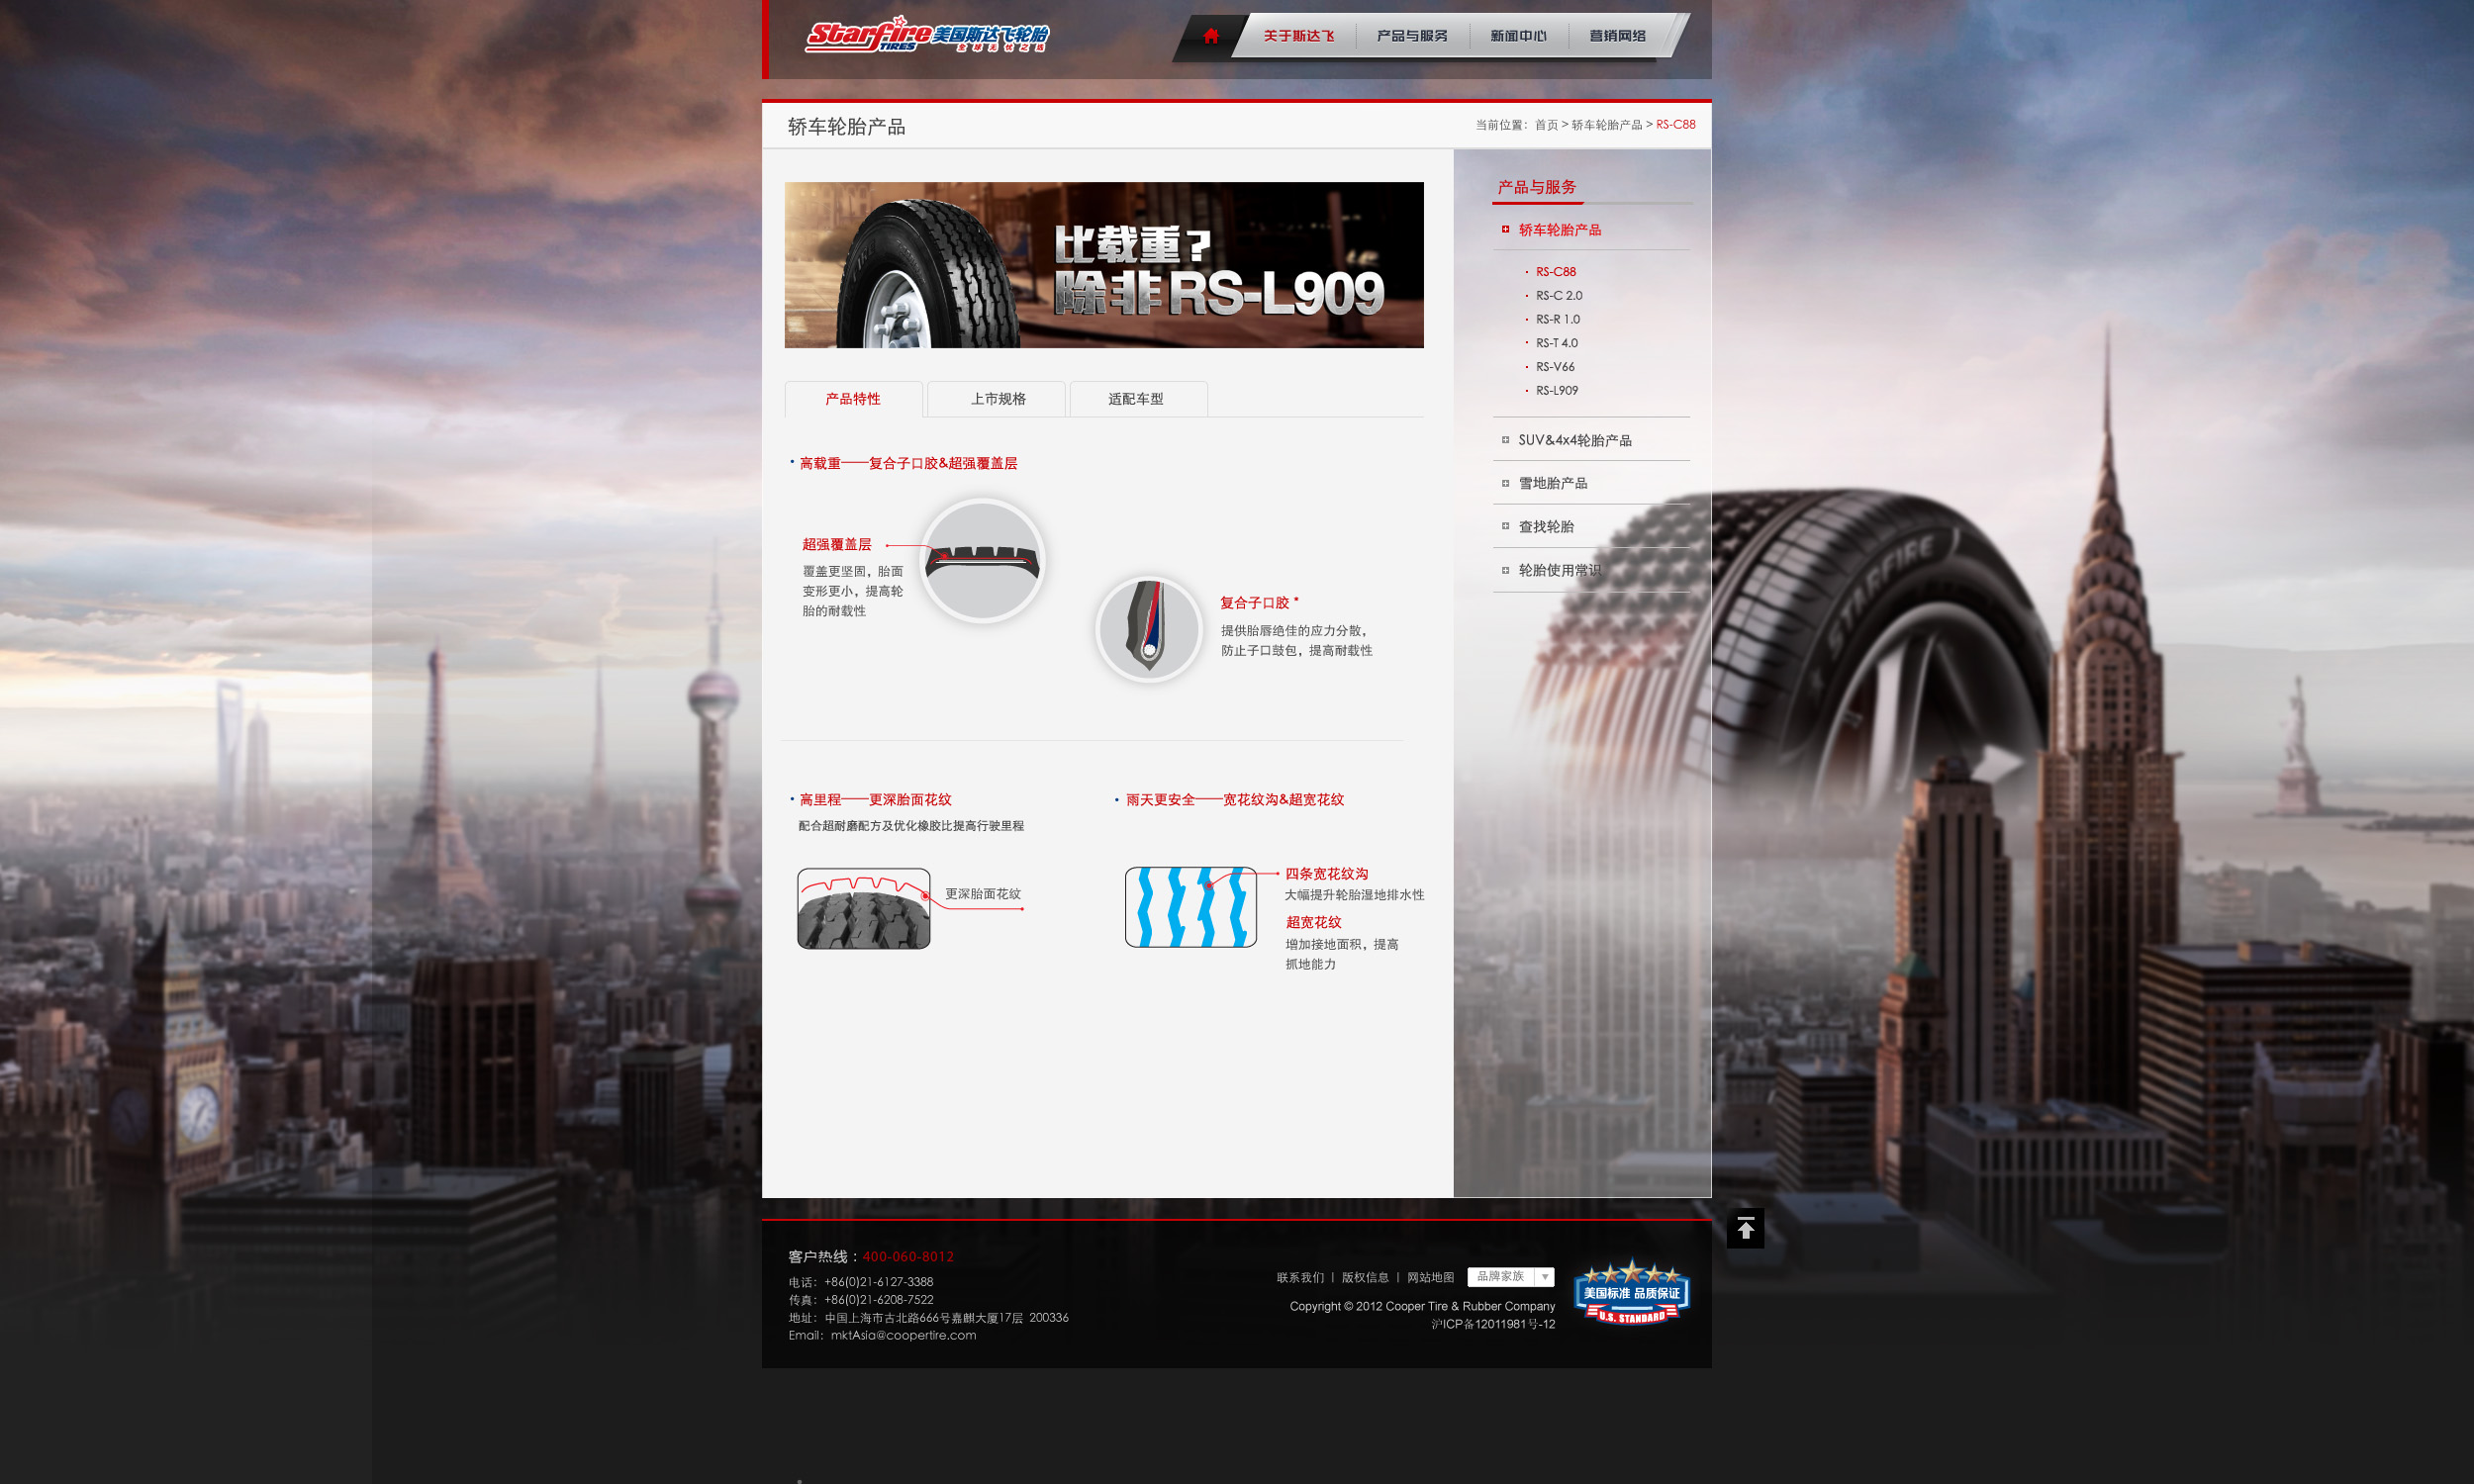 Starfire TIRES 美国斯达飞轮胎
关于斯达飞 产品与服务 新闻中心 营销网络
轿车轮胎产品
当前位置：首页 > 轿车轮胎产品 > RS-C88
比载重？
除非RS-L909
产品特性 上市规格 适配车型
高载重——复合子口胶&超强覆盖层
超强覆盖层
覆盖更坚固，胎面
变形更小，提高轮
胎的耐载性
复合子口胶 *
提供胎唇绝佳的应力分散，
防止子口鼓包，提高耐载性
高里程——更深胎面花纹
配合超耐磨配方及优化橡胶比提高行驶里程
更深胎面花纹
雨天更安全——宽花纹沟&超宽花纹
四条宽花纹沟
大幅提升轮胎湿地排水性
超宽花纹
增加接地面积，提高
抓地能力
产品与服务
轿车轮胎产品
RS-C88
RS-C 2.0
RS-R 1.0
RS-T 4.0
RS-V66
RS-L909
SUV&4x4轮胎产品
雪地胎产品
查找轮胎
轮胎使用常识
STARFIRE
STARFIRE
客户热线：400-060-8012
电话：+86(0)21-6127-3388
传真：+86(0)21-6208-7522
地址：中国上海市古北路666号嘉麒大厦17层 200336
Email：mktAsia@coopertire.com
联系我们 | 版权信息 | 网站地图 品牌家族
Copyright © 2012 Cooper Tire & Rubber Company
沪ICP备12011981号-12
美国标准 品质保证
U.S. STANDARD